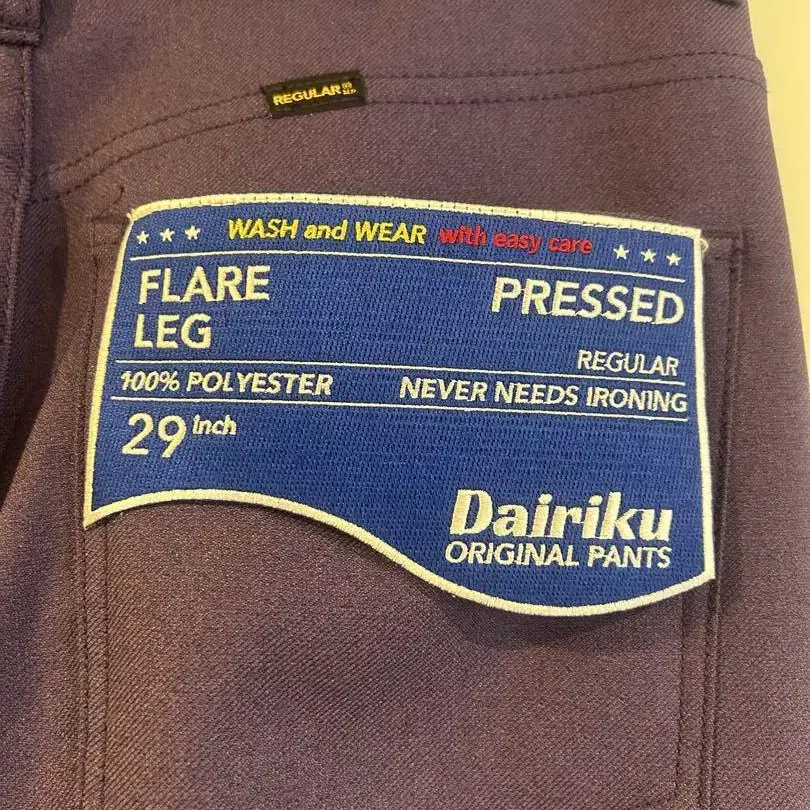 REGULAR
★ ★ ★ WASH and WEAR with easy care ★ ★ ★
FLARE
LEG
PRESSED
REGULAR
100% POLYESTER
NEVER NEEDS IRONING
29 inch
Dairiku
ORIGINAL PANTS